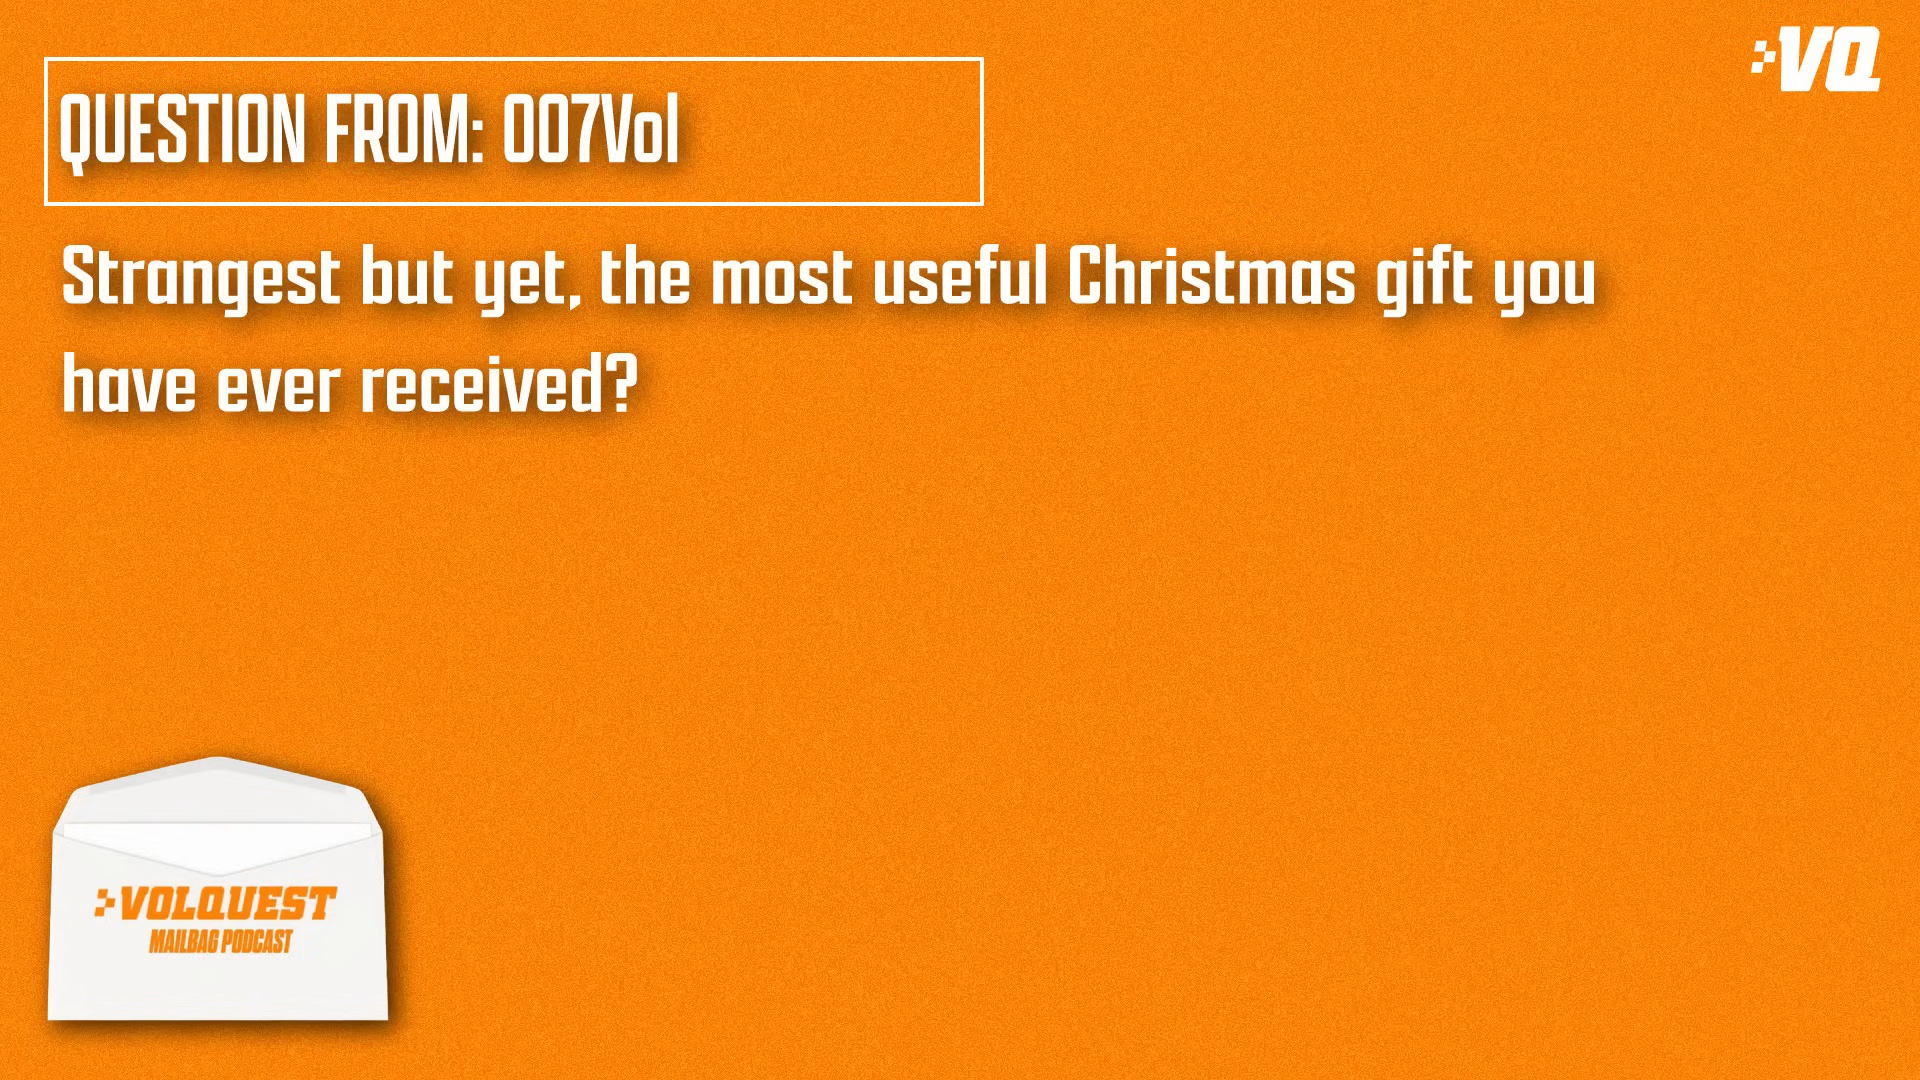 VQ
QUESTION FROM: 007Vol
Strangest but yet, the most useful Christmas gift you
have ever received?
VOLQUEST
MAILBAG PODCAST